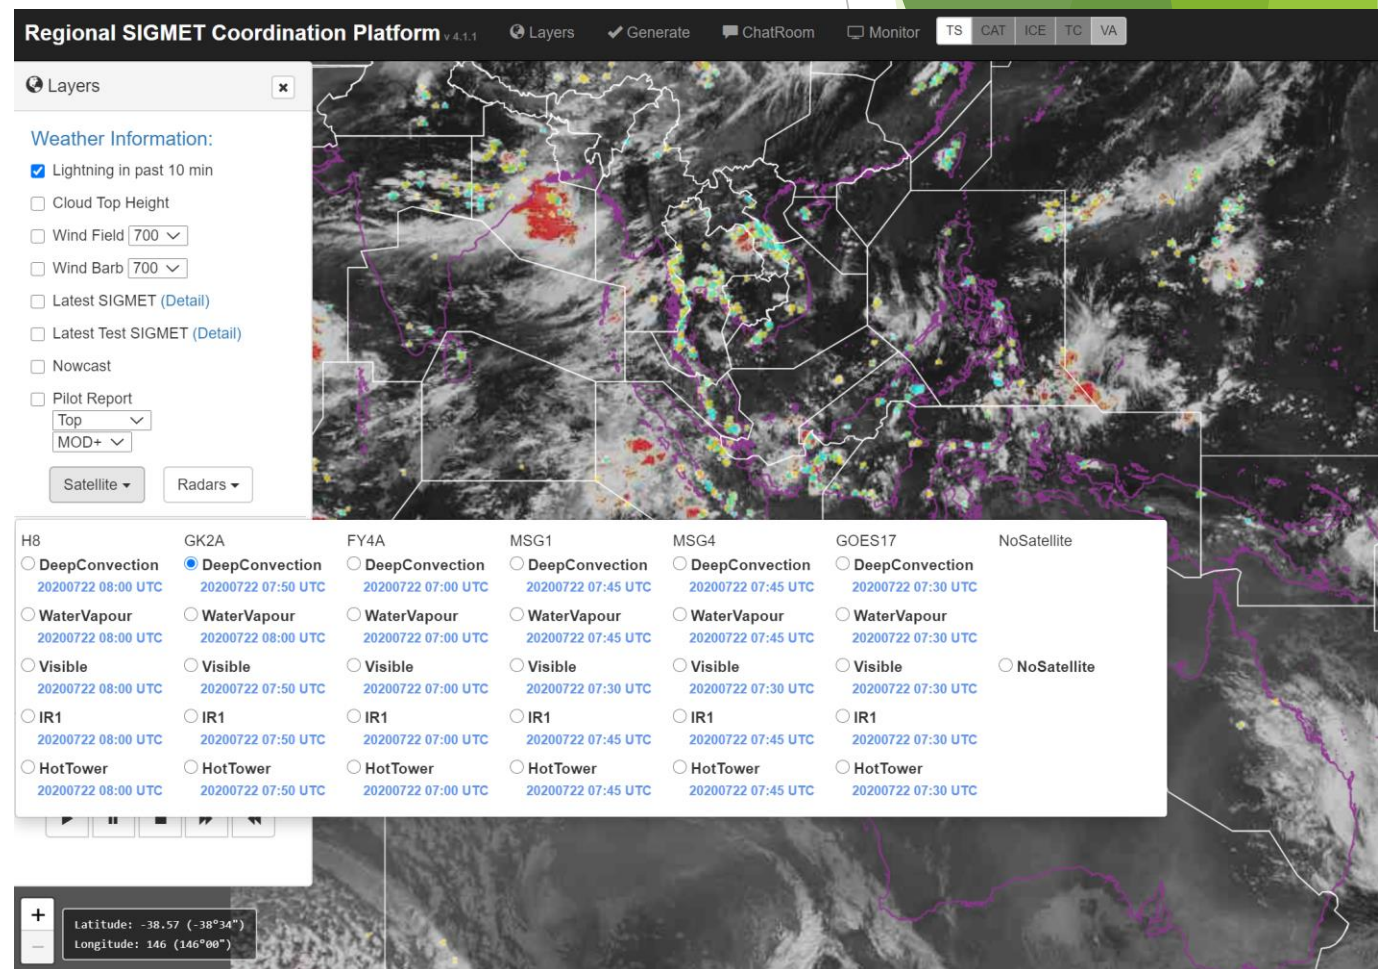 Regional SIGMET Coordination Platform v 4.1.1 Layers Generate ChatRoom Monitor TS CAT ICE TC VA
Layers
Weather Information:
Lightning in past 10 min
Cloud Top Height
Wind Field 700
Wind Barb 700
Latest SIGMET (Detail)
Latest Test SIGMET (Detail)
Nowcast
Pilot Report
Top
MOD+
Satellite Radars
H8 GK2A FY4A MSG1 MSG4 GOES17 NoSatellite
DeepConvection DeepConvection DeepConvection DeepConvection DeepConvection DeepConvection
20200722 08:00 UTC 20200722 07:50 UTC 20200722 07:00 UTC 20200722 07:45 UTC 20200722 07:45 UTC 20200722 07:30 UTC
WaterVapour WaterVapour WaterVapour WaterVapour WaterVapour WaterVapour
20200722 08:00 UTC 20200722 08:00 UTC 20200722 07:00 UTC 20200722 07:45 UTC 20200722 07:45 UTC 20200722 07:30 UTC
Visible Visible Visible Visible Visible Visible NoSatellite
20200722 08:00 UTC 20200722 07:50 UTC 20200722 07:00 UTC 20200722 07:30 UTC 20200722 07:30 UTC 20200722 07:30 UTC
IR1 IR1 IR1 IR1 IR1 IR1
20200722 08:00 UTC 20200722 07:50 UTC 20200722 07:00 UTC 20200722 07:45 UTC 20200722 07:45 UTC 20200722 07:30 UTC
HotTower HotTower HotTower HotTower HotTower HotTower
20200722 08:00 UTC 20200722 07:50 UTC 20200722 07:00 UTC 20200722 07:45 UTC 20200722 07:45 UTC 20200722 07:30 UTC
Latitude: -38.57 (-38°34")
Longitude: 146 (146°00")